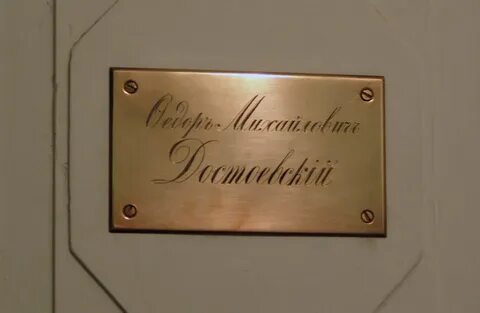 Ѳедоръ Михайловичъ
Достоевскій